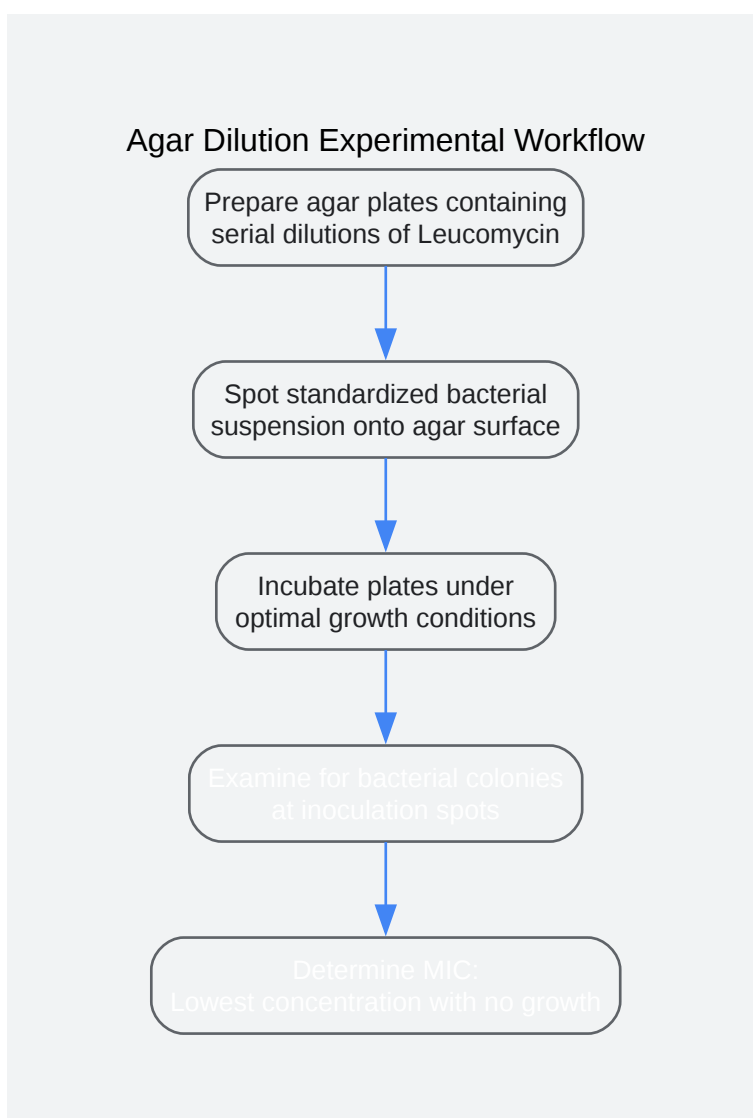 Agar Dilution Experimental Workflow
Prepare agar plates containing
serial dilutions of Leucomycin
Spot standardized bacterial
suspension onto agar surface
Incubate plates under
optimal growth conditions
Examine for bacterial colonies
at inoculation spots
Determine MIC:
Lowest concentration with no growth